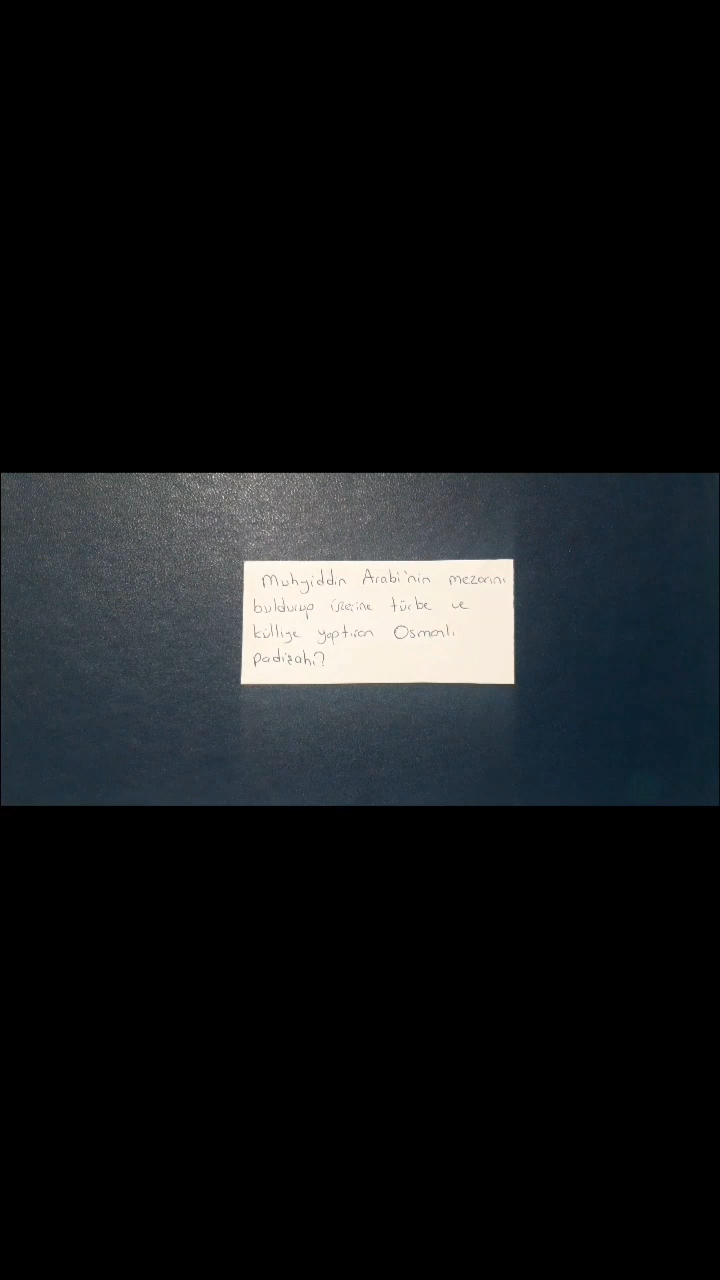 Muhyiddin Arabi'nin mezarını
buldurup üzerine türbe ve
külliye yaptıran Osmanlı
padişahı?